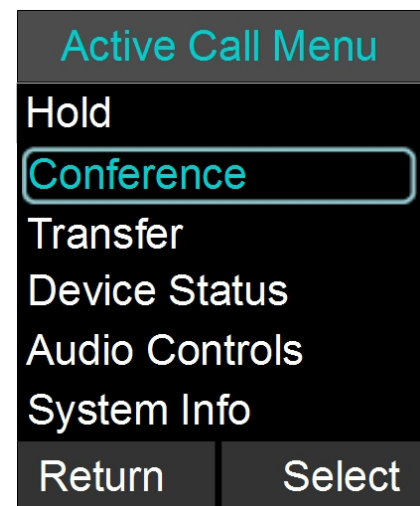 Active Call Menu
Hold
Conference
Transfer
Device Status
Audio Controls
System Info
Return Select